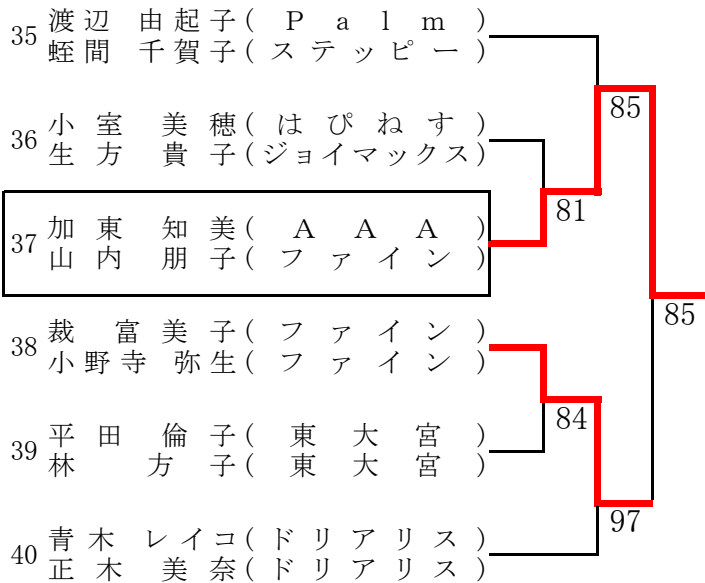 35 渡辺 由起子(Palm)
蛭間 千賀子(ステッピー)
85
36 小室 美穂(はぴねす)
生方 貴子(ジョイマックス)
81
37 加東 知美(AAA)
山内 朋子(ファイン)
85
38 裁 富美子(ファイン)
小野寺 弥生(ファイン)
84
39 平田 倫子(東大宮)
林 方子(東大宮)
97
40 青木 レイコ(ドリアリス)
正木 美奈(ドリアリス)